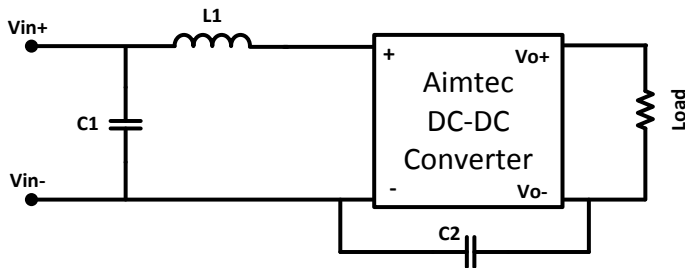 L1
Vin+
+
Vo+
Aimtec
DC-DC
Converter
C1
Load
Vin-
-
Vo-
C2